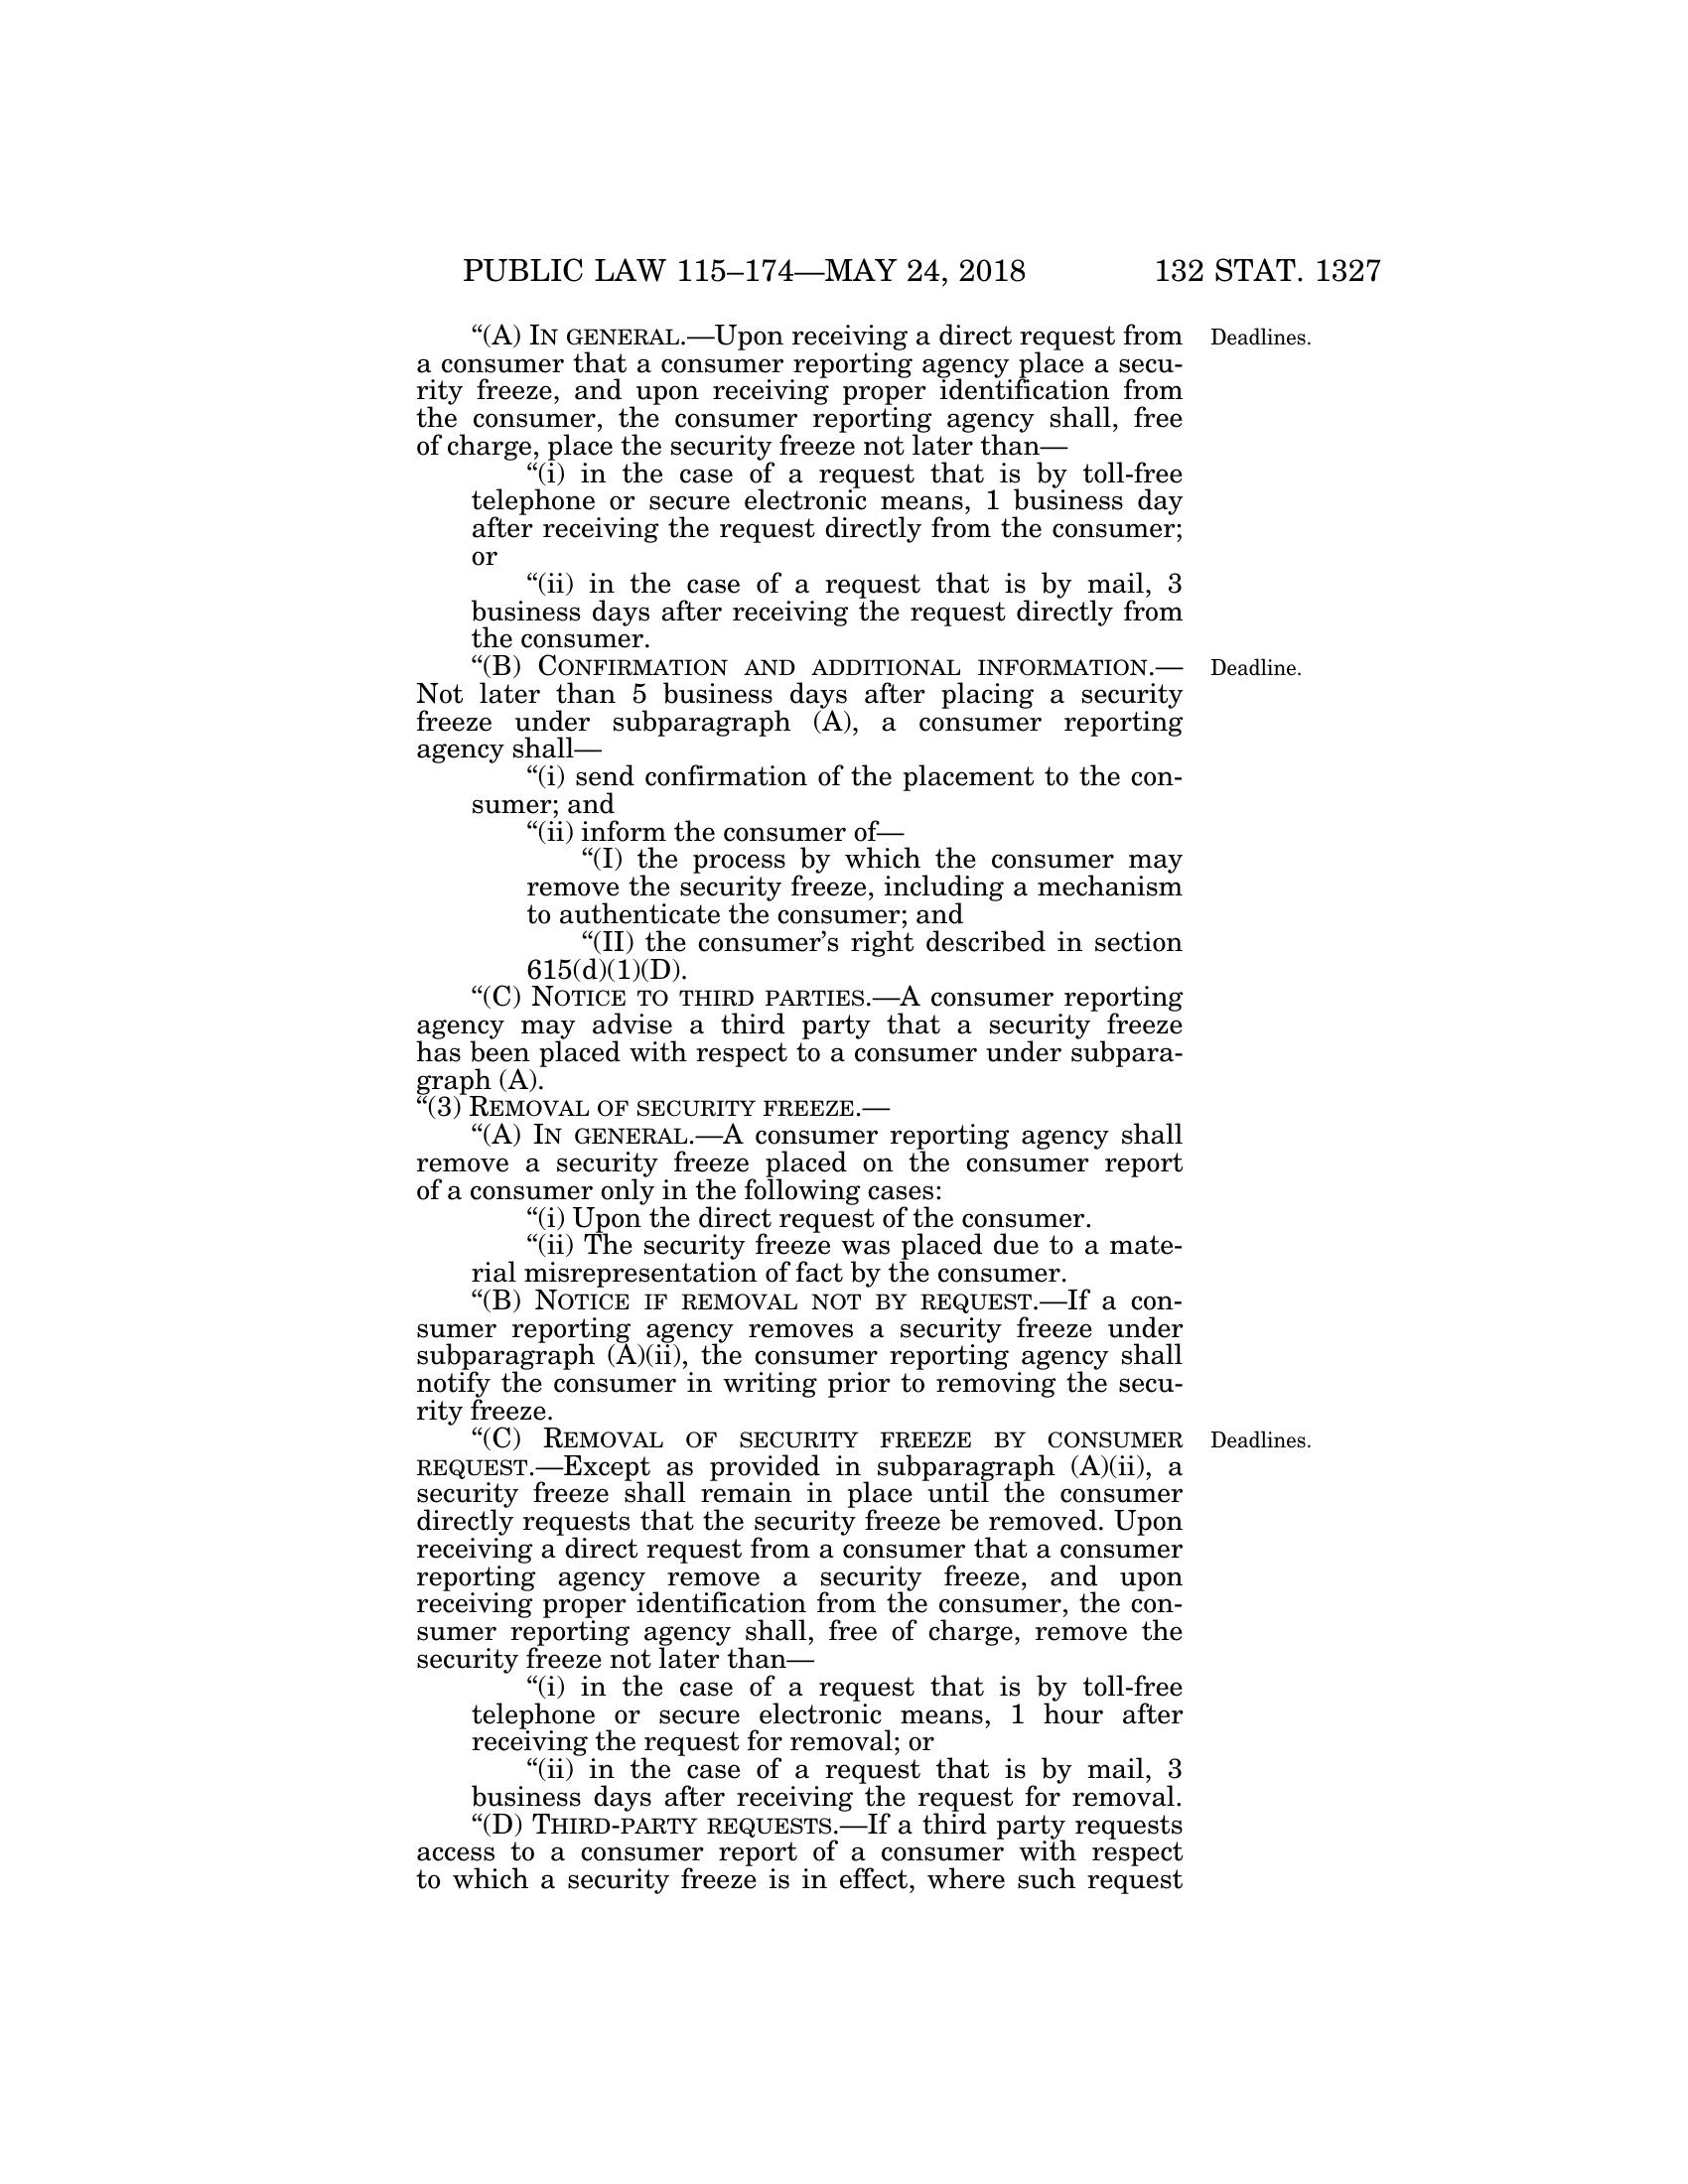 PUBLIC LAW 115–174—MAY 24, 2018 132 STAT. 1327
“(A) IN GENERAL.—Upon receiving a direct request from Deadlines.
a consumer that a consumer reporting agency place a secu-
rity freeze, and upon receiving proper identification from
the consumer, the consumer reporting agency shall, free
of charge, place the security freeze not later than—
“(i) in the case of a request that is by toll-free
telephone or secure electronic means, 1 business day
after receiving the request directly from the consumer;
or
“(ii) in the case of a request that is by mail, 3
business days after receiving the request directly from
the consumer.
“(B) CONFIRMATION AND ADDITIONAL INFORMATION.— Deadline.
Not later than 5 business days after placing a security
freeze under subparagraph (A), a consumer reporting
agency shall—
“(i) send confirmation of the placement to the con-
sumer; and
“(ii) inform the consumer of—
“(I) the process by which the consumer may
remove the security freeze, including a mechanism
to authenticate the consumer; and
“(II) the consumer’s right described in section
615(d)(1)(D).
“(C) NOTICE TO THIRD PARTIES.—A consumer reporting
agency may advise a third party that a security freeze
has been placed with respect to a consumer under subpara-
graph (A).
“(3) REMOVAL OF SECURITY FREEZE.—
“(A) IN GENERAL.—A consumer reporting agency shall
remove a security freeze placed on the consumer report
of a consumer only in the following cases:
“(i) Upon the direct request of the consumer.
“(ii) The security freeze was placed due to a mate-
rial misrepresentation of fact by the consumer.
“(B) NOTICE IF REMOVAL NOT BY REQUEST.—If a con-
sumer reporting agency removes a security freeze under
subparagraph (A)(ii), the consumer reporting agency shall
notify the consumer in writing prior to removing the secu-
rity freeze.
“(C) REMOVAL OF SECURITY FREEZE BY CONSUMER Deadlines.
REQUEST.—Except as provided in subparagraph (A)(ii), a
security freeze shall remain in place until the consumer
directly requests that the security freeze be removed. Upon
receiving a direct request from a consumer that a consumer
reporting agency remove a security freeze, and upon
receiving proper identification from the consumer, the con-
sumer reporting agency shall, free of charge, remove the
security freeze not later than—
“(i) in the case of a request that is by toll-free
telephone or secure electronic means, 1 hour after
receiving the request for removal; or
“(ii) in the case of a request that is by mail, 3
business days after receiving the request for removal.
“(D) THIRD-PARTY REQUESTS.—If a third party requests
access to a consumer report of a consumer with respect
to which a security freeze is in effect, where such request